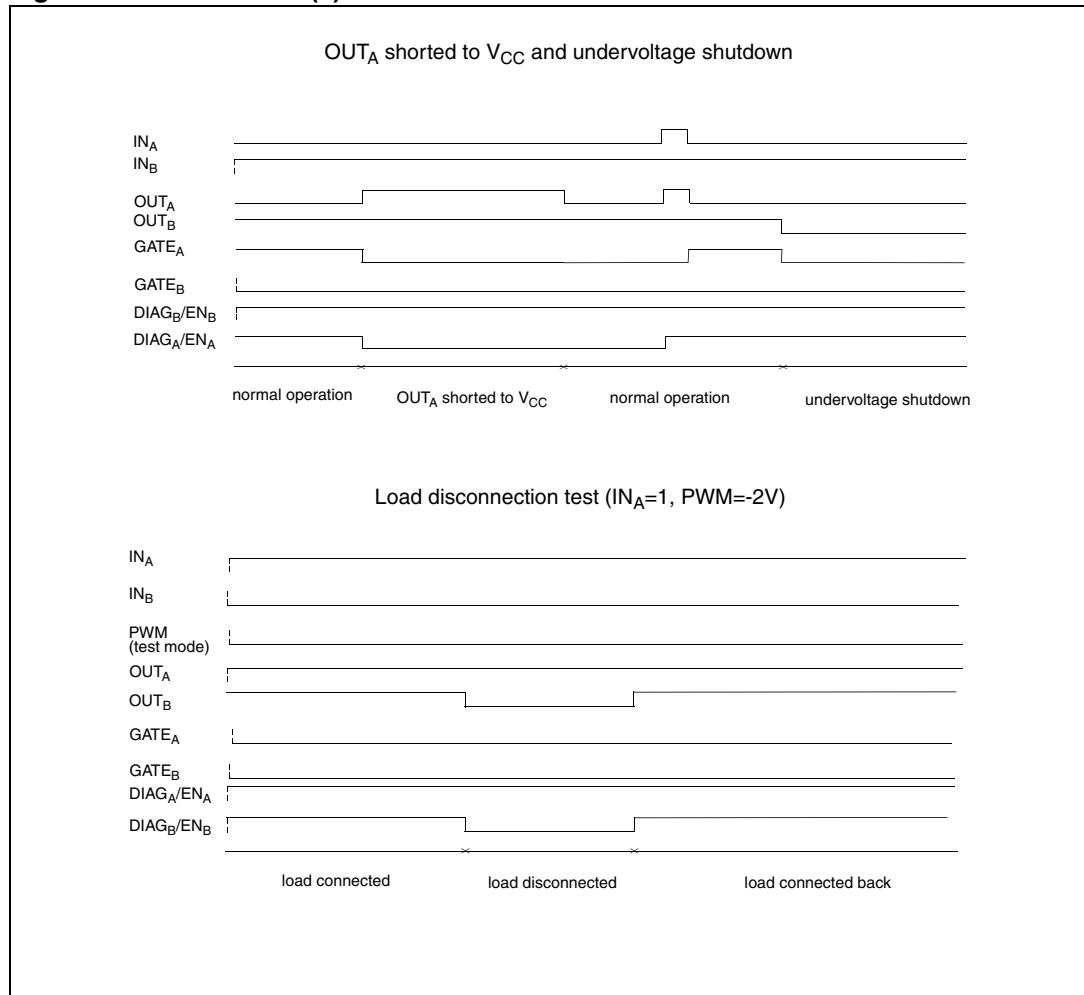 OUTA shorted to VCC and undervoltage shutdown
INA
INB
OUTA
OUTB
GATEA
GATEB
DIAGB/ENB
DIAGA/ENA
normal operation OUTA shorted to VCC normal operation undervoltage shutdown
Load disconnection test (INA=1, PWM=-2V)
INA
INB
PWM
(test mode)
OUTA
OUTB
GATEA
GATEB
DIAGA/ENA
DIAGB/ENB
load connected load disconnected load connected back